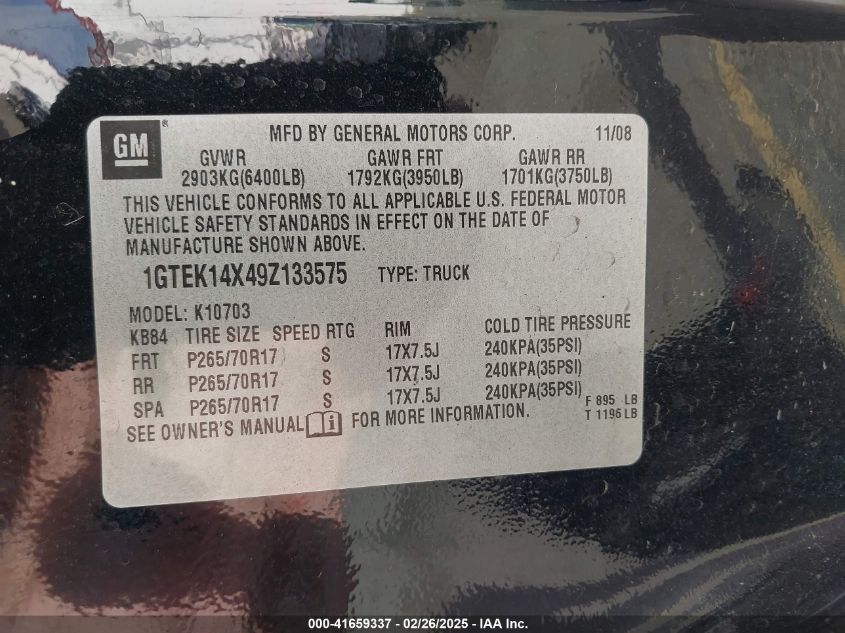 GM ® MFD BY GENERAL MOTORS CORP. 11/08
GVWR GAWR FRT GAWR RR
2903KG(6400LB) 1792KG(3950LB) 1701KG(3750LB)
THIS VEHICLE CONFORMS TO ALL APPLICABLE U.S. FEDERAL MOTOR
VEHICLE SAFETY STANDARDS IN EFFECT ON THE DATE OF
MANUFACTURE SHOWN ABOVE.
1GTEK14X49Z133575 TYPE: TRUCK
MODEL: K10703
KB84 TIRE SIZE SPEED RTG RIM COLD TIRE PRESSURE
FRT P265/70R17 S 17X7.5J 240KPA(35PSI)
RR P265/70R17 S 17X7.5J 240KPA(35PSI)
SPA P265/70R17 S 17X7.5J 240KPA(35PSI)
F 895 LB
T 1196 LB
SEE OWNER'S MANUAL i FOR MORE INFORMATION.
000-41659337 - 02/26/2025 - IAA Inc.